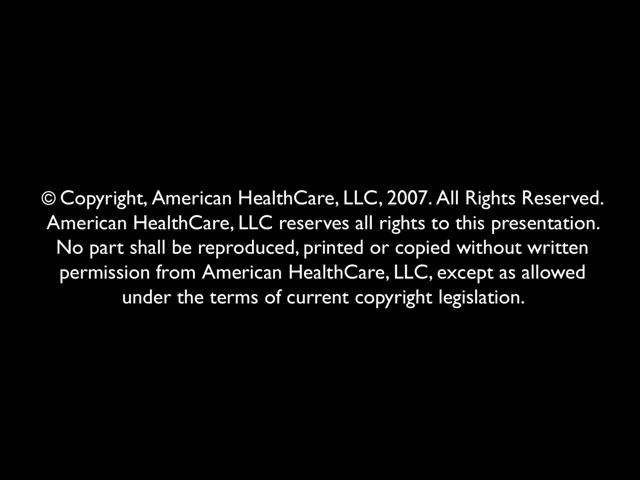 © Copyright, American HealthCare, LLC, 2007. All Rights Reserved.
American HealthCare, LLC reserves all rights to this presentation.
No part shall be reproduced, printed or copied without written
permission from American HealthCare, LLC, except as allowed
under the terms of current copyright legislation.